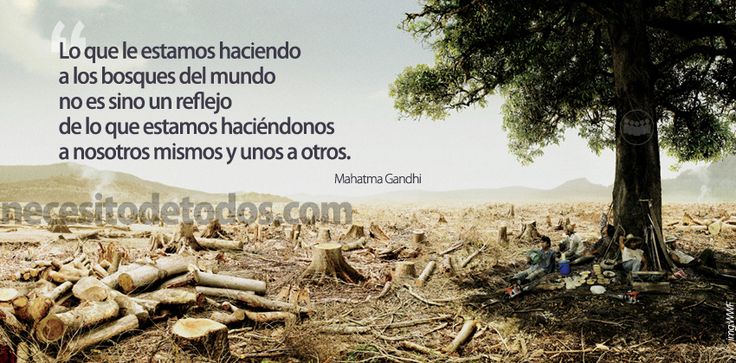 “Lo que le estamos haciendo
a los bosques del mundo
no es sino un reflejo
de lo que estamos haciéndonos
a nosotros mismos y unos a otros.
Mahatma Gandhi
necesitodetodos.com